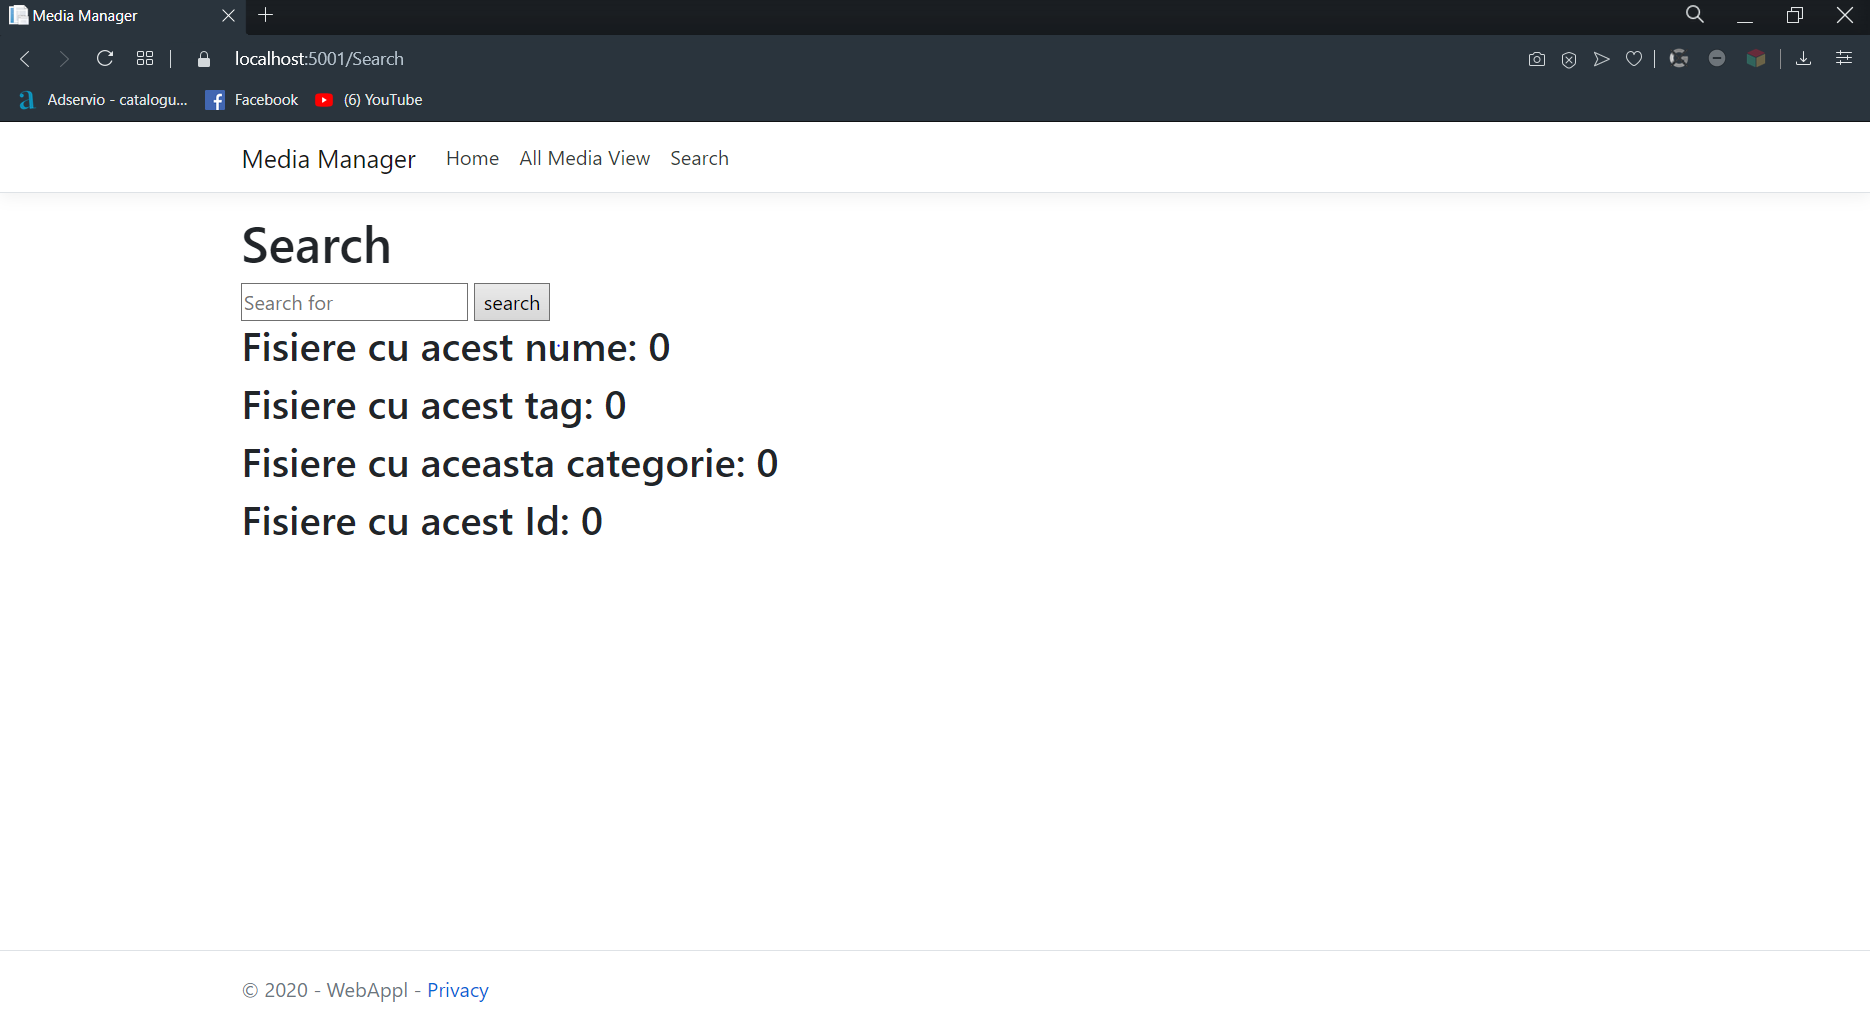 Media Manager
localhost:5001/Search
Adservio - catalogu... Facebook (6) YouTube
Media Manager Home All Media View Search
Search
Search for search
Fisiere cu acest nume: 0
Fisiere cu acest tag: 0
Fisiere cu aceasta categorie: 0
Fisiere cu acest Id: 0
© 2020 - WebAppl - Privacy